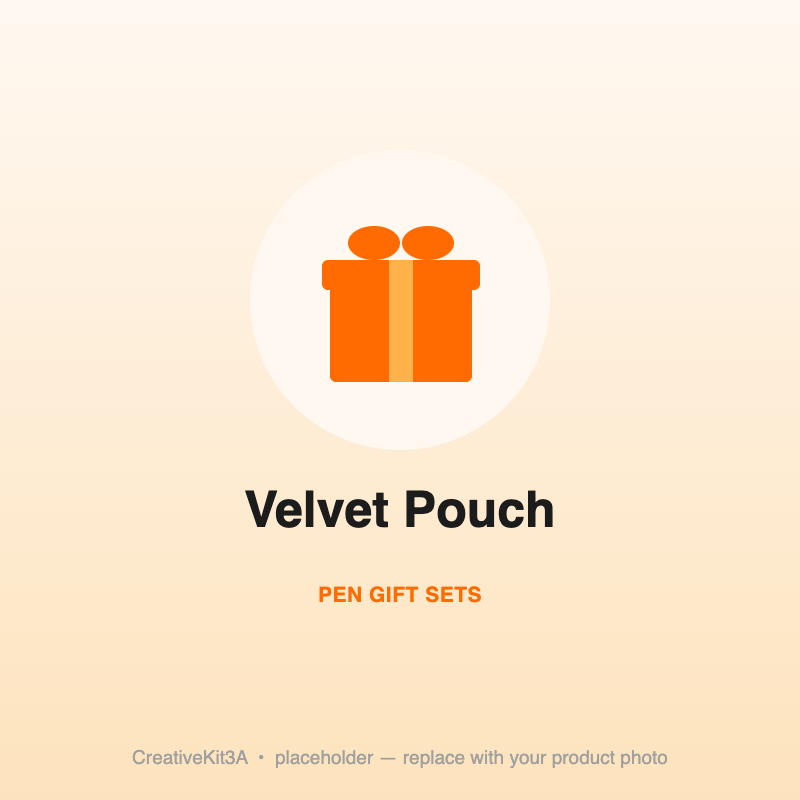 Velvet Pouch
PEN GIFT SETS
CreativeKit3A • placeholder — replace with your product photo